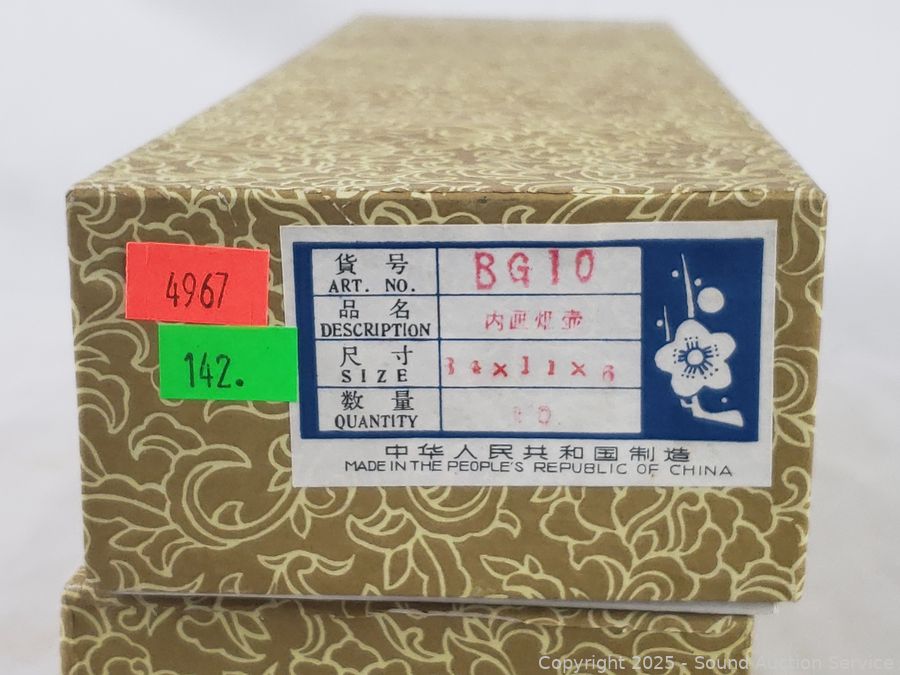 4967
142.
貨号
ART. NO.
BG10
品名
DESCRIPTION
内画烟壶
尺寸
SIZE
34x11x6
数量
QUANTITY
中华人民共和国制造
MADE IN THE PEOPLE'S REPUBLIC OF CHINA
Copyright 2025 - Sound Auction Service